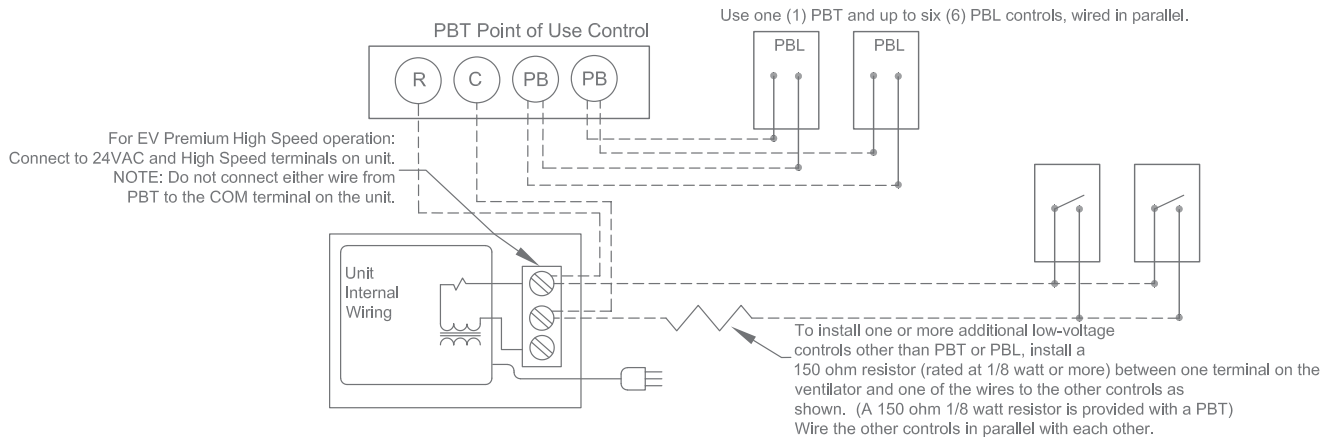 Use one (1) PBT and up to six (6) PBL controls, wired in parallel.
PBT Point of Use Control
PBL
PBL
R
C
PB
PB
For EV Premium High Speed operation:
Connect to 24VAC and High Speed terminals on unit.
NOTE: Do not connect either wire from
PBT to the COM terminal on the unit.
Unit
Internal
Wiring
To install one or more additional low-voltage
controls other than PBT or PBL, install a
150 ohm resistor (rated at 1/8 watt or more) between one terminal on the
ventilator and one of the wires to the other controls as
shown. (A 150 ohm 1/8 watt resistor is provided with a PBT)
Wire the other controls in parallel with each other.